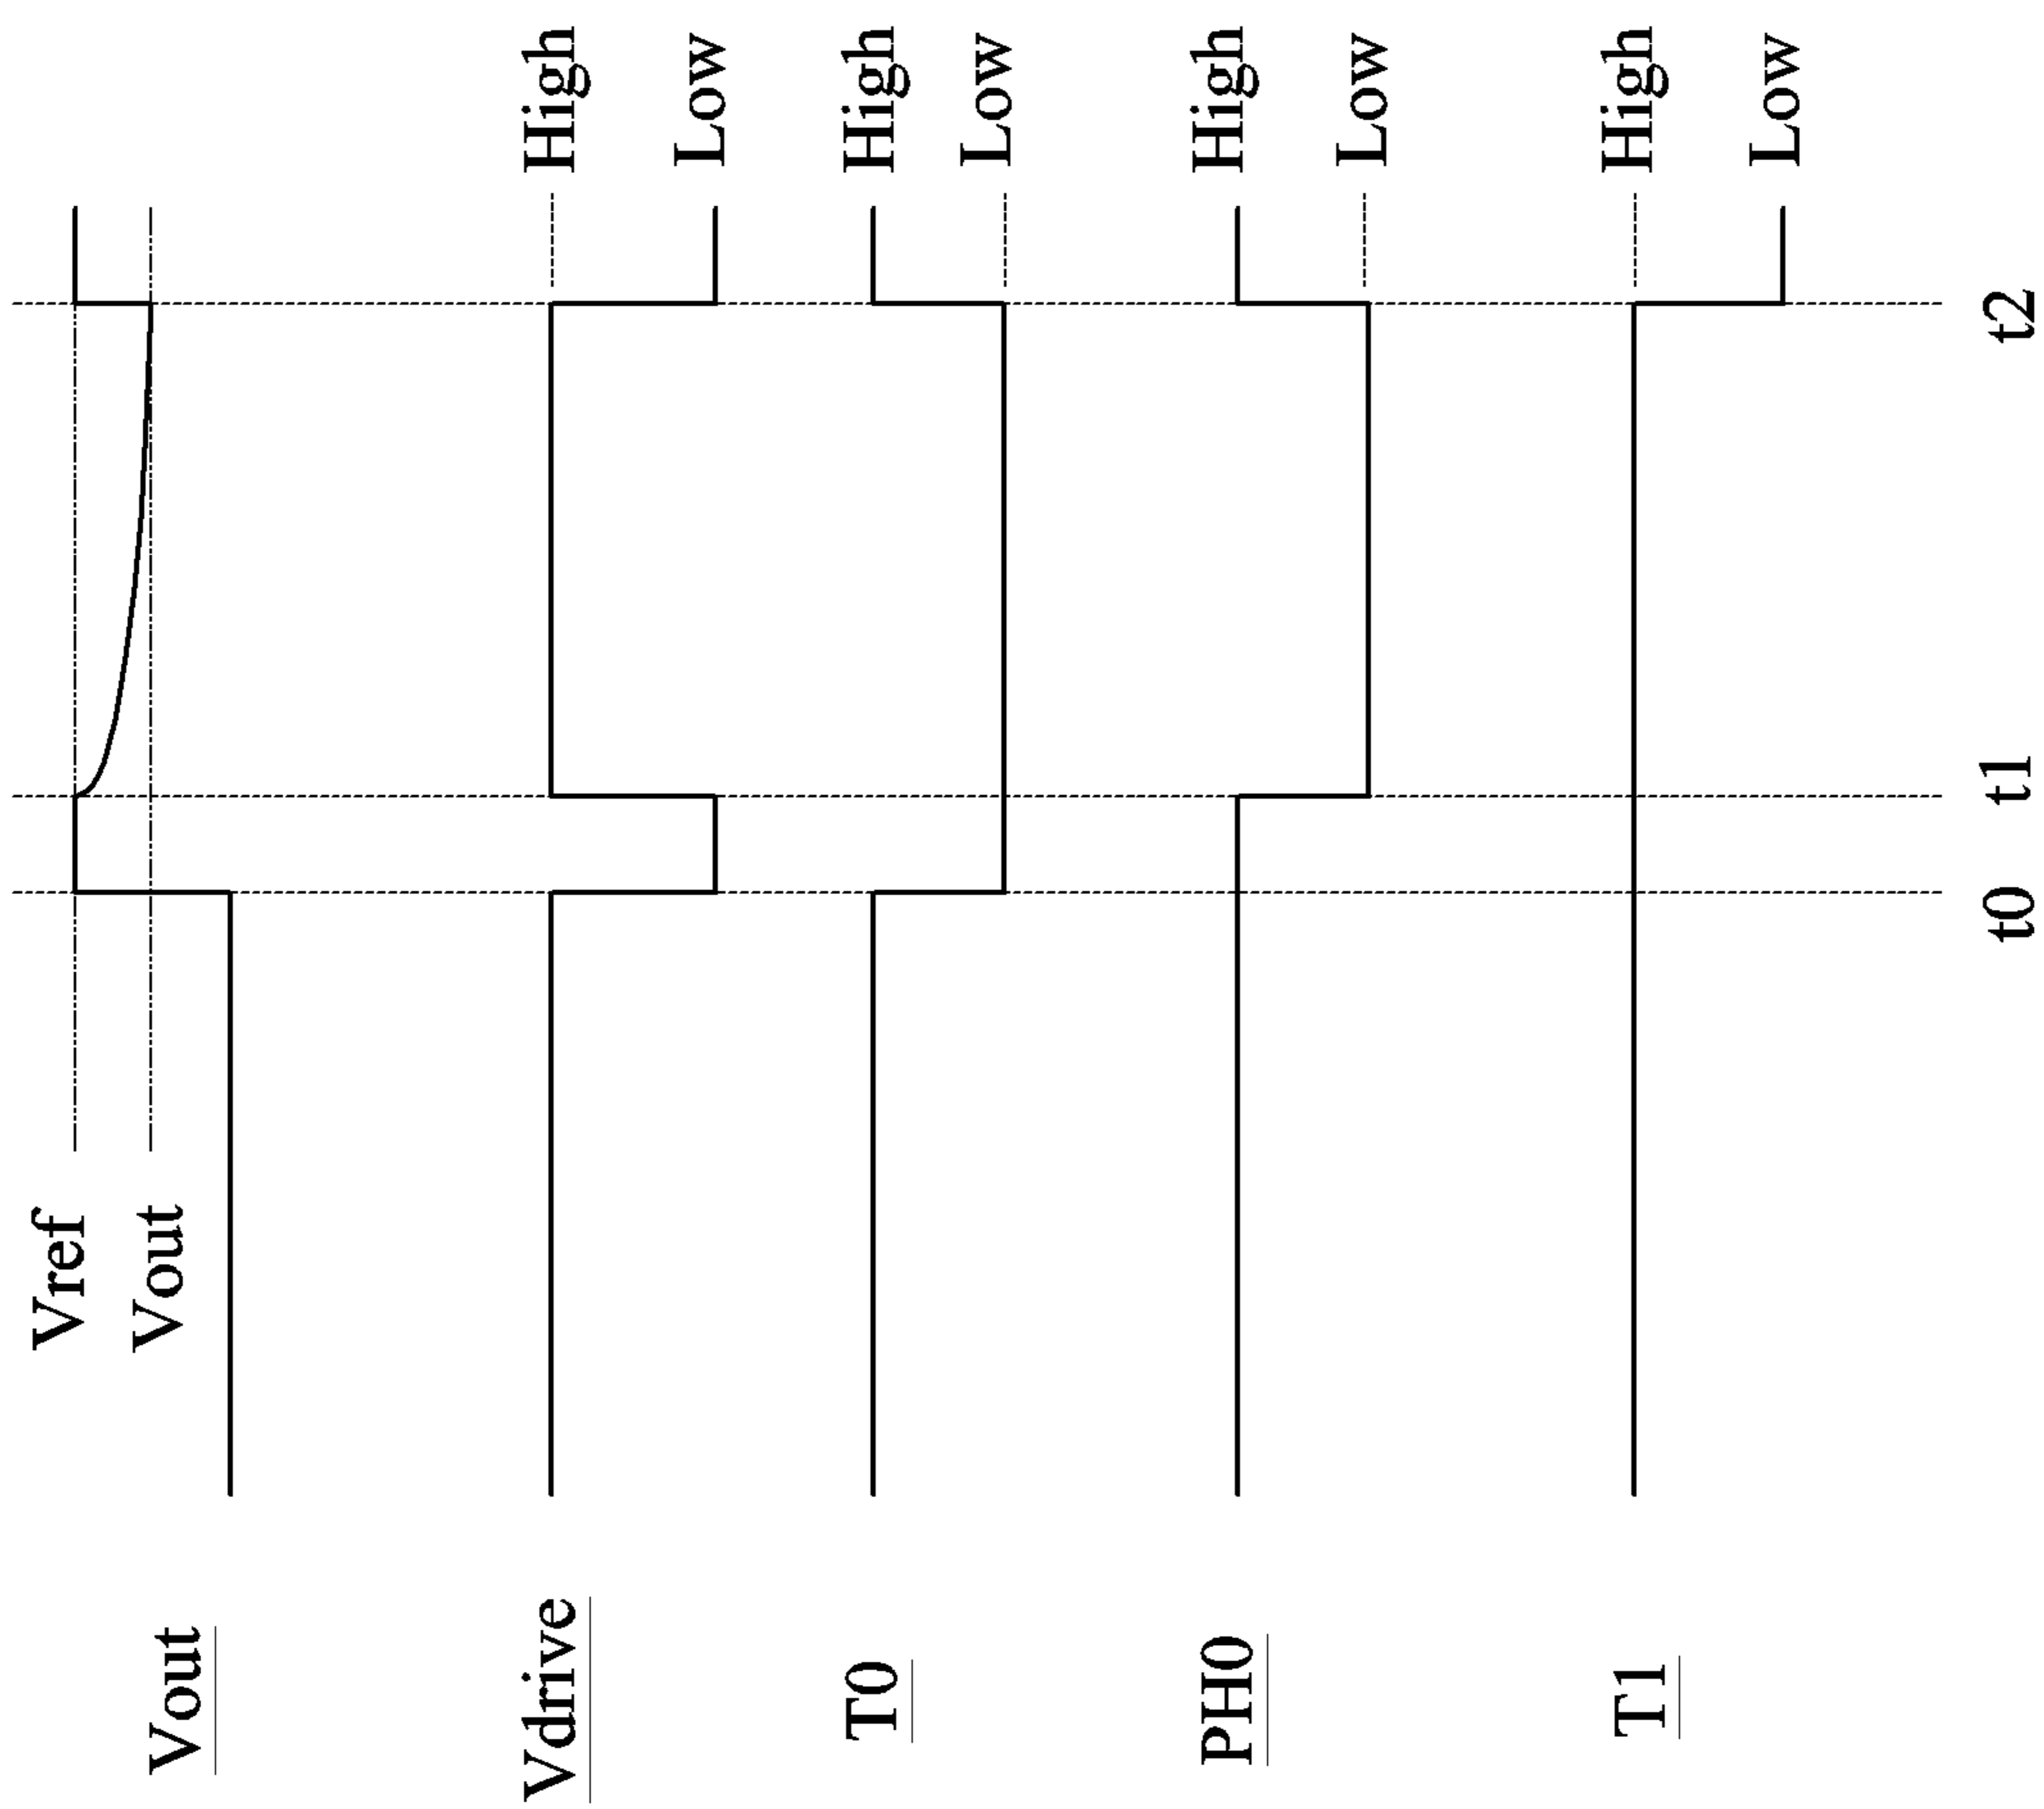 Vref
Vout
Vout
High
Low
Vdrive
High
Low
T0
High
Low
PH0
High
Low
T1
t0
t1
t2